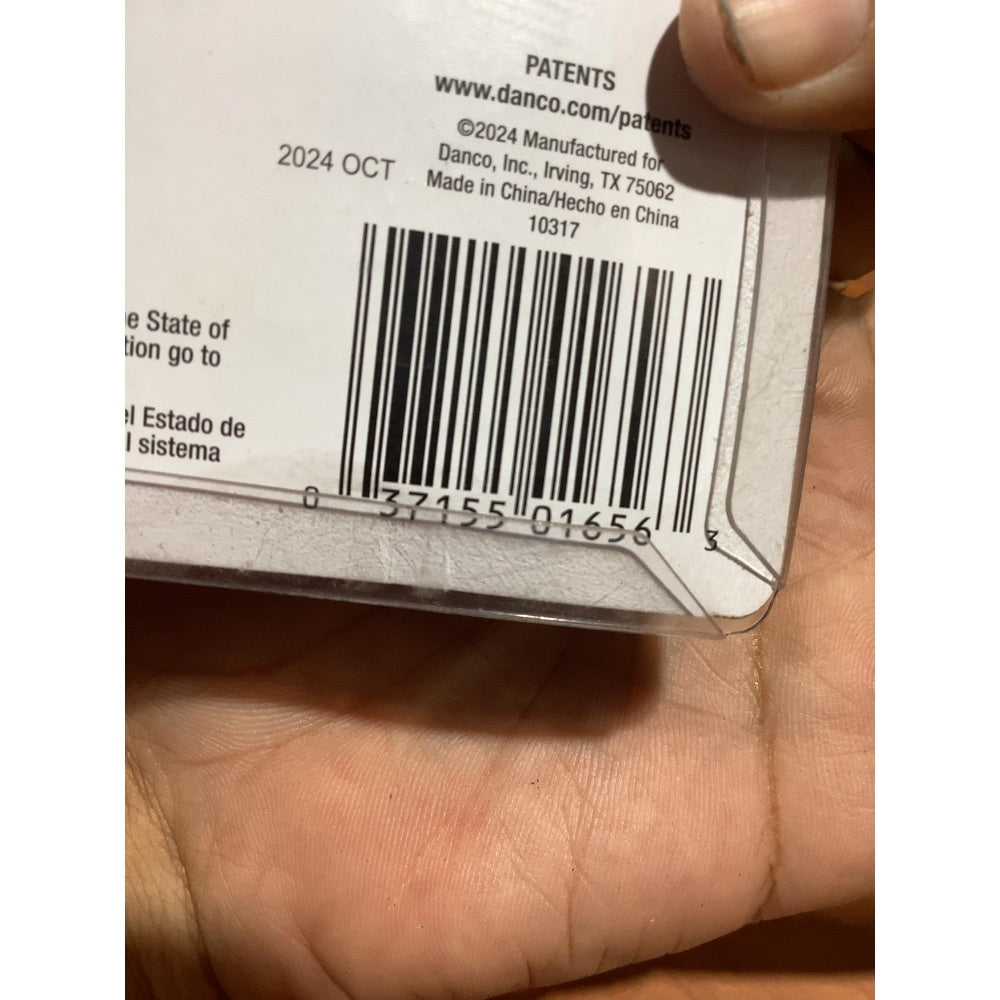 PATENTS
www.danco.com/patents
©2024 Manufactured for
Danco, Inc., Irving, TX 75062
Made in China/Hecho en China
10317
2024 OCT
e State of
tion go to
el Estado de
l sistema
0 37155 01656 3